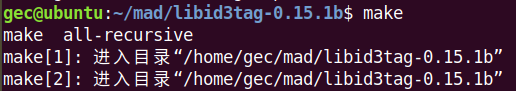 gec@ubuntu:~/mad/libid3tag-0.15.1b$ make
make  all-recursive
make[1]: 进入目录“/home/gec/mad/libid3tag-0.15.1b”
make[2]: 进入目录“/home/gec/mad/libid3tag-0.15.1b”